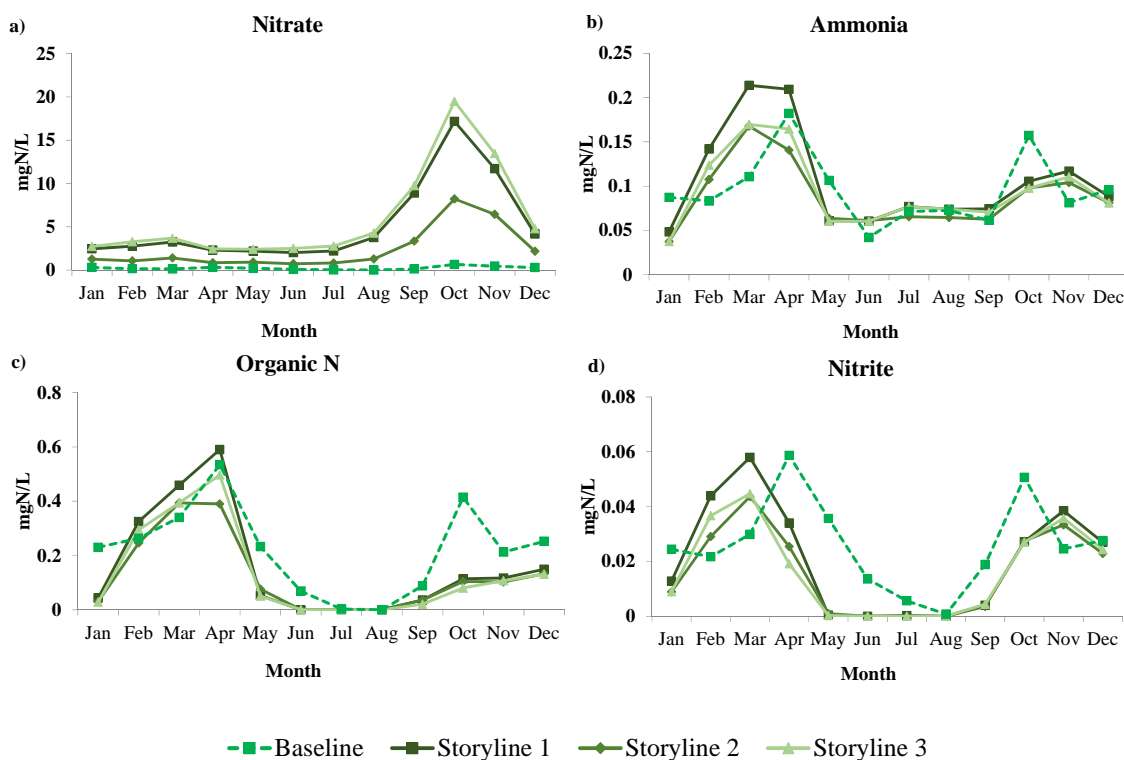 a)
Nitrate
25
20
15
10
5
0
mgN/L
Jan Feb Mar Apr May Jun Jul Aug Sep Oct Nov Dec
Month
b)
Ammonia
0.25
0.2
0.15
0.1
0.05
0
mgN/L
Jan Feb Mar Apr May Jun Jul Aug Sep Oct Nov Dec
Month
c)
Organic N
0.8
0.6
0.4
0.2
0
mgN/L
Jan Feb Mar Apr May Jun Jul Aug Sep Oct Nov Dec
Month
d)
Nitrite
0.08
0.06
0.04
0.02
0
mgN/L
Jan Feb Mar Apr May Jun Jul Aug Sep Oct Nov Dec
Month
Baseline Storyline 1 Storyline 2 Storyline 3